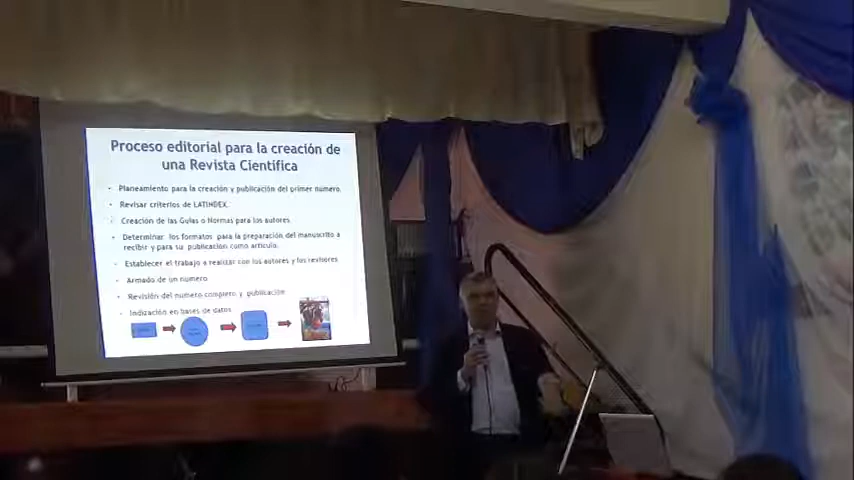 Proceso editorial para la creación de
una Revista Científica
• Planeamiento para la creación y publicación del primer numero.
• Revisar criterios de LATINDEX.
• Creación de las Guías o Normas para los autores
• Determinar los formatos para la preparación del manuscrito a
recibir y para su publicación como artículo.
• Establecer el trabajo a realizar con los autores y los revisores
• Armado de un numero
• Revisión del numero completo y publicación
• Indización en bases de datos